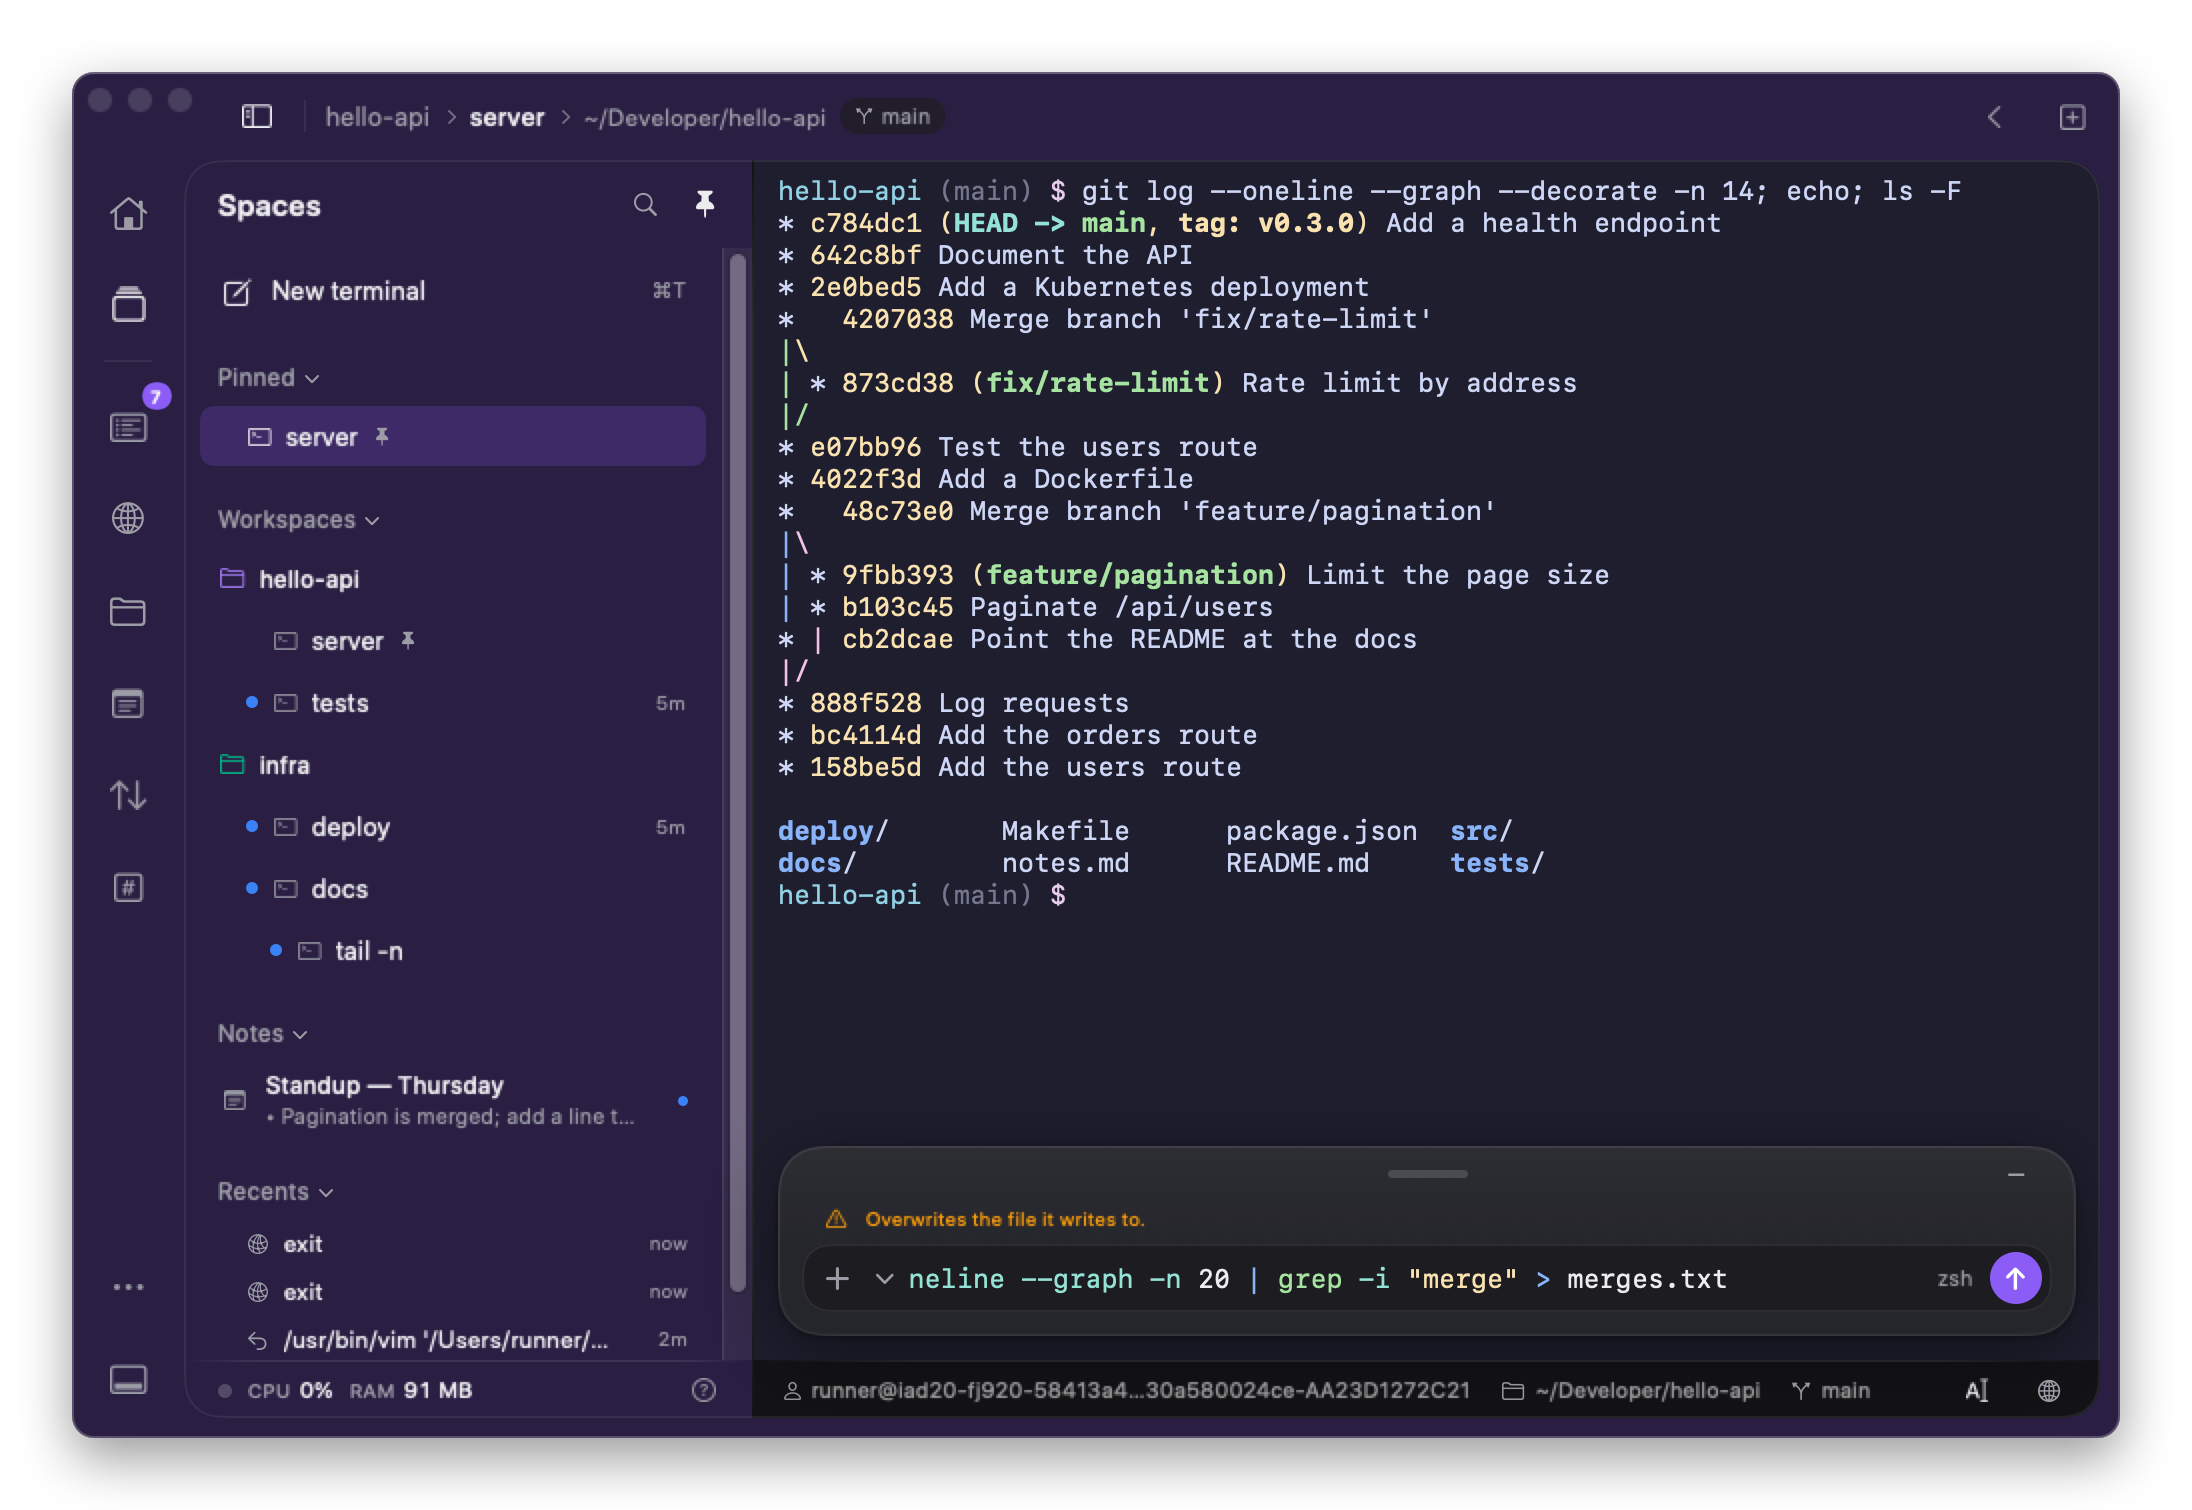 hello-api > server > ~/Developer/hello-api main
Spaces
New terminal ⌘T
Pinned
7
server
Workspaces
hello-api
server
tests 5m
infra
deploy 5m
docs
tail -n
Notes
Standup — Thursday
• Pagination is merged; add a line t...
Recents
exit now
exit now
/usr/bin/vim '/Users/runner/... 2m
CPU 0% RAM 91 MB
hello-api (main) $ git log --oneline --graph --decorate -n 14; echo; ls -F
* c784dc1 (HEAD -> main, tag: v0.3.0) Add a health endpoint
* 642c8bf Document the API
* 2e0bed5 Add a Kubernetes deployment
*   4207038 Merge branch 'fix/rate-limit'
|\
| * 873cd38 (fix/rate-limit) Rate limit by address
|/
* e07bb96 Test the users route
* 4022f3d Add a Dockerfile
*   48c73e0 Merge branch 'feature/pagination'
|\
| * 9fbb393 (feature/pagination) Limit the page size
| * b103c45 Paginate /api/users
* | cb2dcae Point the README at the docs
|/
* 888f528 Log requests
* bc4114d Add the orders route
* 158be5d Add the users route
deploy/ Makefile package.json src/
docs/ notes.md README.md tests/
hello-api (main) $
Overwrites the file it writes to.
neline --graph -n 20 | grep -i "merge" > merges.txt zsh
runner@iad20-fj920-58413a4...30a580024ce-AA23D1272C21 ~/Developer/hello-api main